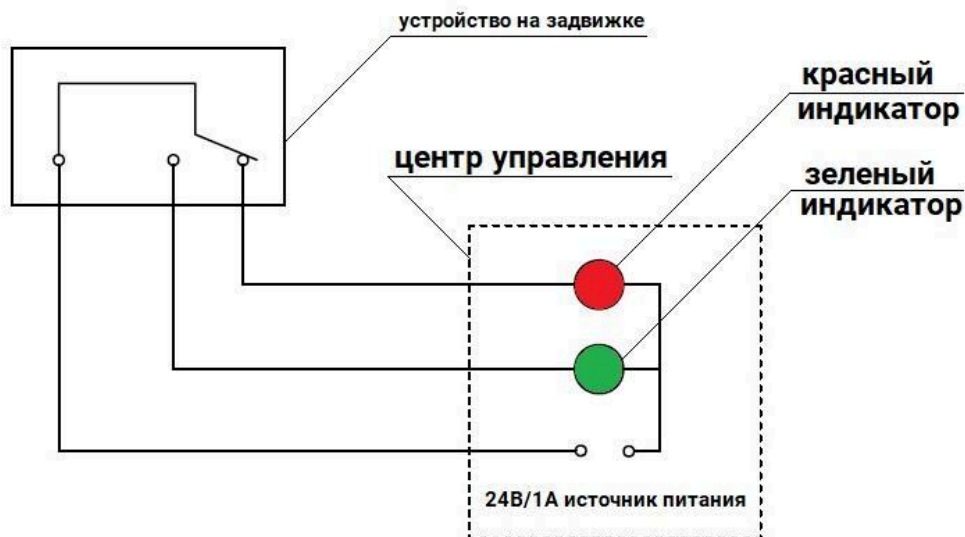 устройство на задвижке
красный
индикатор
центр управления
зеленый
индикатор
24В/1А источник питания